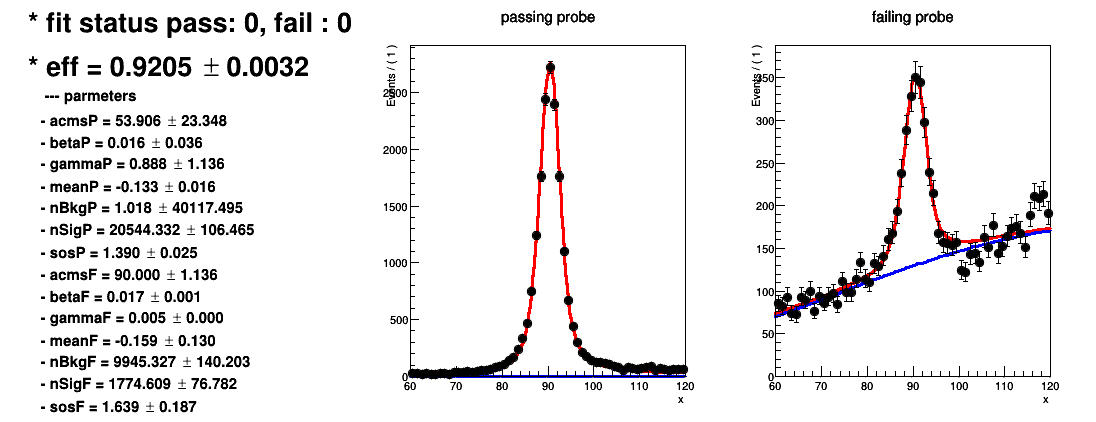 * fit status pass: 0, fail : 0
* eff = 0.9205 ± 0.0032
--- parmeters
- acmsP = 53.906 ± 23.348
- betaP = 0.016 ± 0.036
- gammaP = 0.888 ± 1.136
- meanP = -0.133 ± 0.016
- nBkgP = 1.018 ± 40117.495
- nSigP = 20544.332 ± 106.465
- sosP = 1.390 ± 0.025
- acmsF = 90.000 ± 1.136
- betaF = 0.017 ± 0.001
- gammaF = 0.005 ± 0.000
- meanF = -0.159 ± 0.130
- nBkgF = 9945.327 ± 140.203
- nSigF = 1774.609 ± 76.782
- sosF = 1.639 ± 0.187
passing probe
Events / ( 1 )
2500
2000
1500
1000
500
0
60 70 80 90 100 110 120
x
failing probe
Events / ( 1 )
350
300
250
200
150
100
50
0
60 70 80 90 100 110 120
x